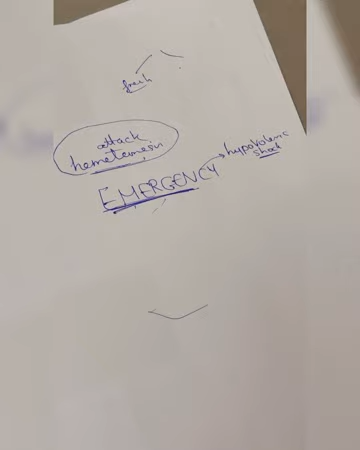 fresh
attack
hemetemesis
EMERGENCY
hypovolemic
shock